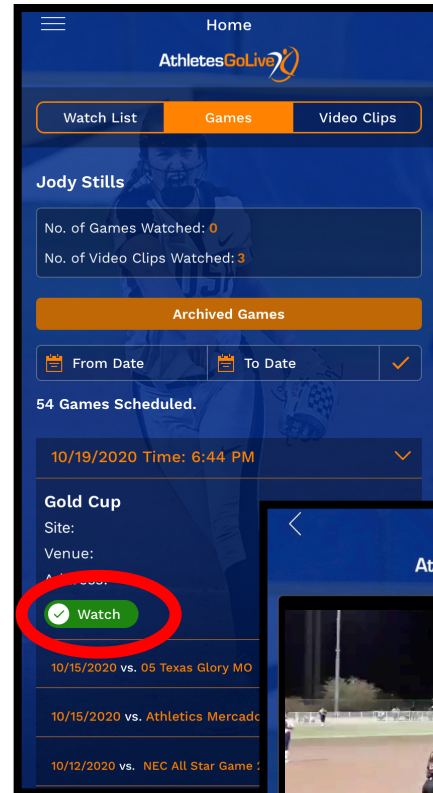 Home
AthletesGoLive
Watch List Games Video Clips
Jody Stills
No. of Games Watched: 0
No. of Video Clips Watched: 3
Archived Games
From Date To Date
54 Games Scheduled.
10/19/2020 Time: 6:44 PM
Gold Cup
Site:
Venue:
At
Watch
10/15/2020 vs. 05 Texas Glory MO
10/15/2020 vs. Athletics Mercado
10/12/2020 vs. NEC All Star Game